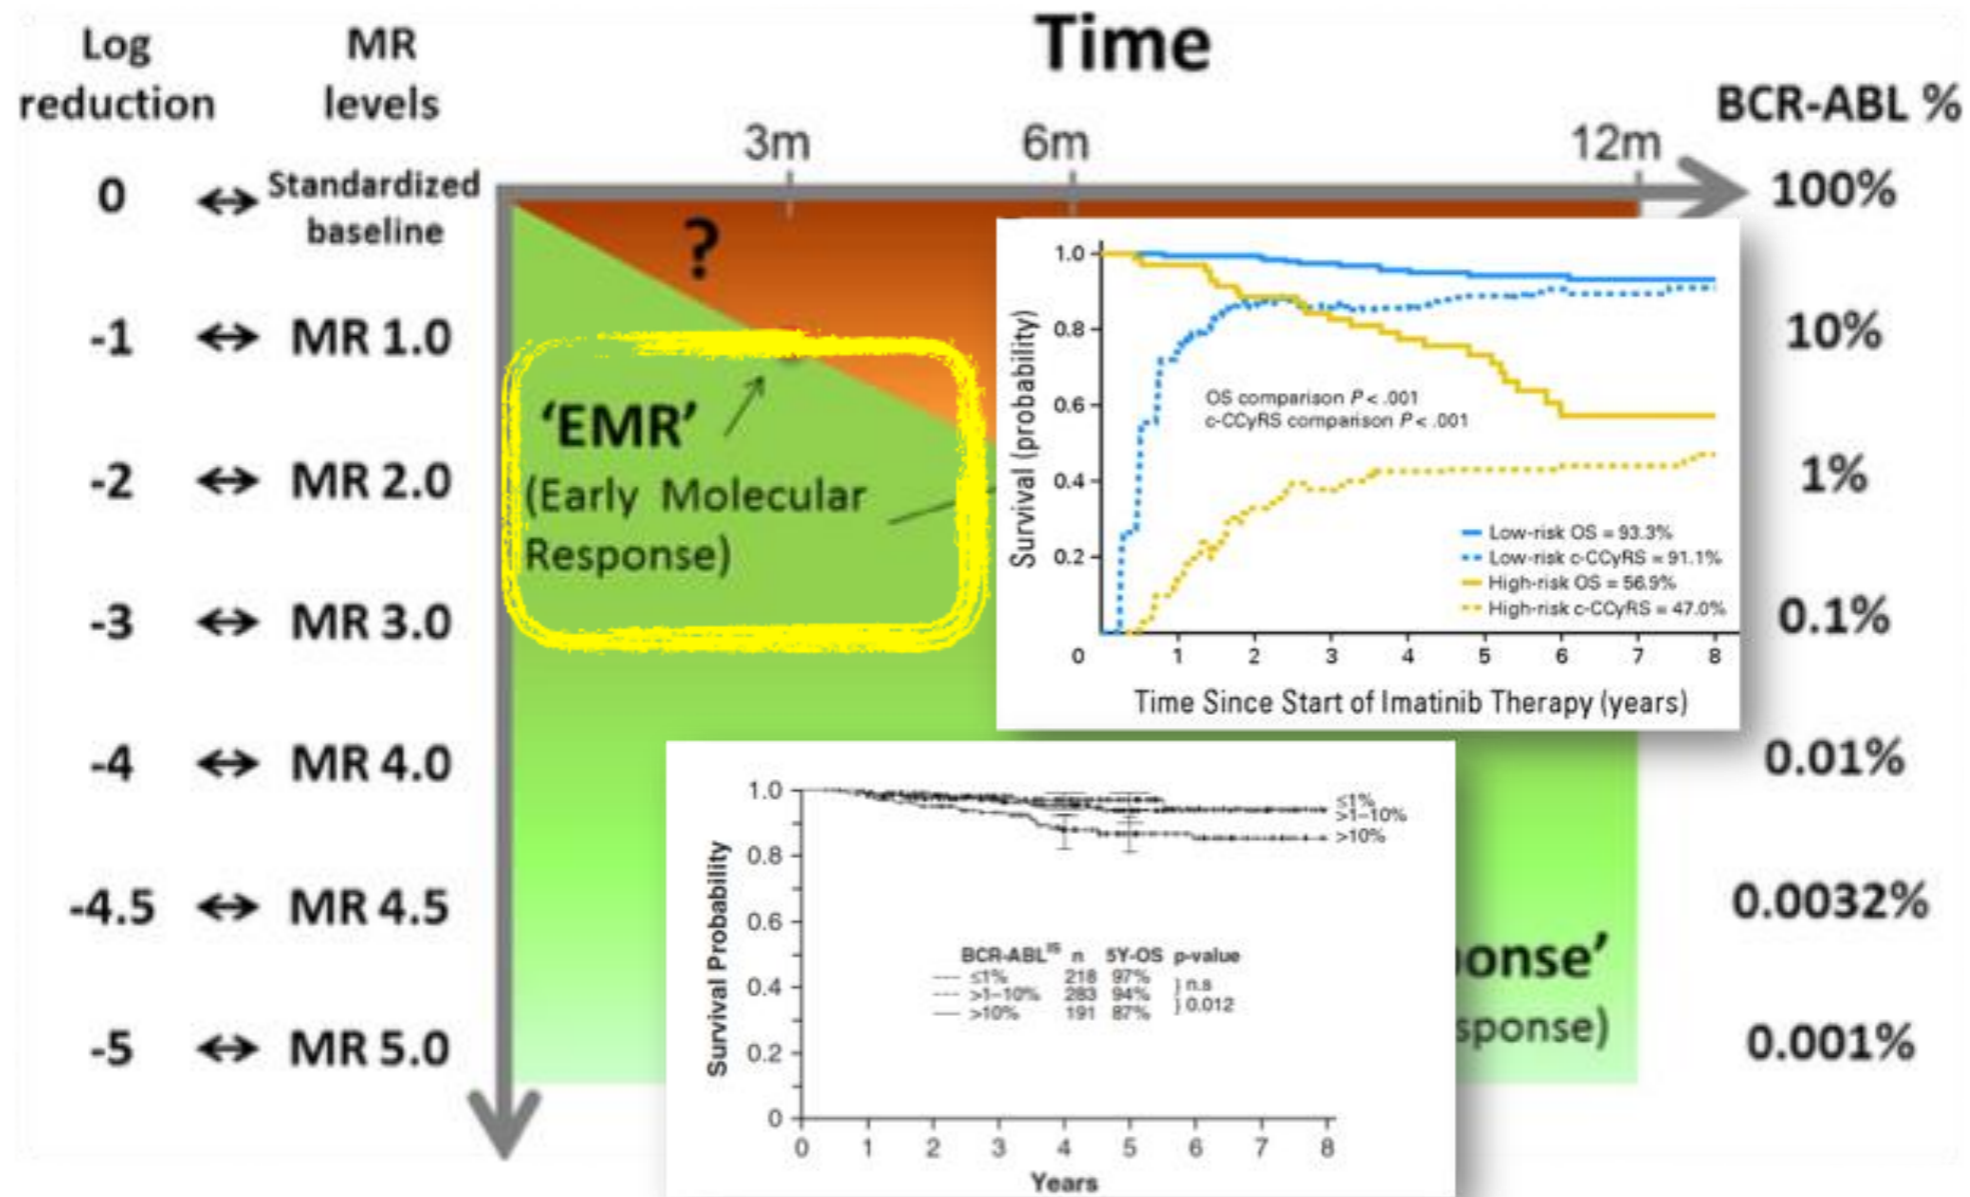 Log
reduction
MR
levels
Time
BCR-ABL %
3m
6m
12m
0 ↔ Standardized
baseline
100%
?
-1 ↔ MR 1.0
10%
-2 ↔ MR 2.0
1%
-3 ↔ MR 3.0
0.1%
-4 ↔ MR 4.0
0.01%
-4.5 ↔ MR 4.5
0.0032%
-5 ↔ MR 5.0
0.001%
‘EMR’
(Early Molecular
Response)
Survival (probability)
1.0
0.8
0.6
0.4
0.2
OS comparison P < .001
c-CCyRS comparison P < .001
Low-risk OS = 93.3%
Low-risk c-CCyRS = 91.1%
High-risk OS = 56.9%
High-risk c-CCyRS = 47.0%
0 1 2 3 4 5 6 7 8
Time Since Start of Imatinib Therapy (years)
Survival Probability
1.0
0.8
0.6
0.4
0.2
0
≤1%
>1–10%
>10%
BCR-ABLIS n 5Y-OS p-value
≤1% 218 97%
>1–10% 283 94%
>10% 191 87%
} n.s
} 0.012
0 1 2 3 4 5 6 7 8
Years
onse’
sponse)